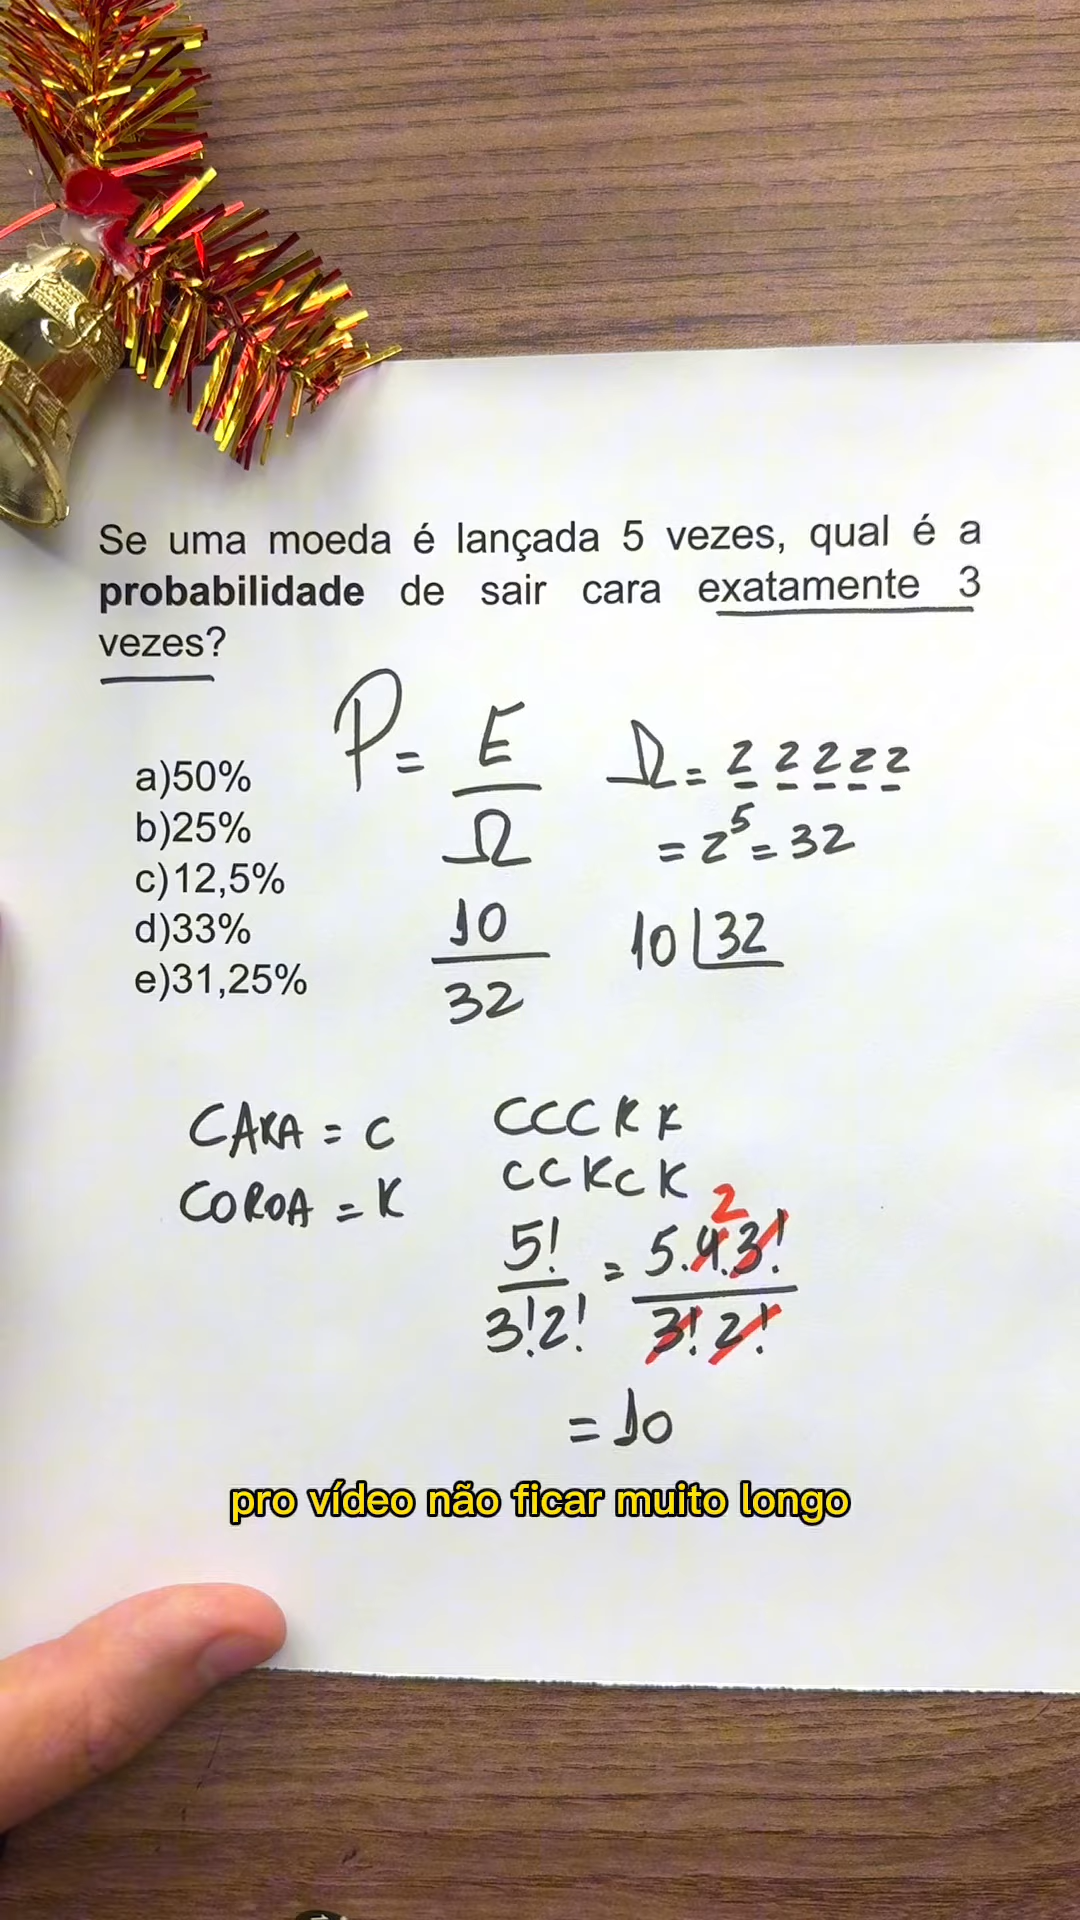 Se uma moeda é lançada 5 vezes, qual é a
probabilidade de sair cara exatamente 3
vezes?
a)50%
b)25%
c)12,5%
d)33%
e)31,25%
P = E
Ω
10
32
Ω = 2 2 2 2 2
= 2⁵ = 32
10 32
CARA = C
COROA = K
CCCKK
CCKCK
5!
3!2!
= 5.4.3!
2
3!2!
= 10
pro vídeo não ficar muito longo